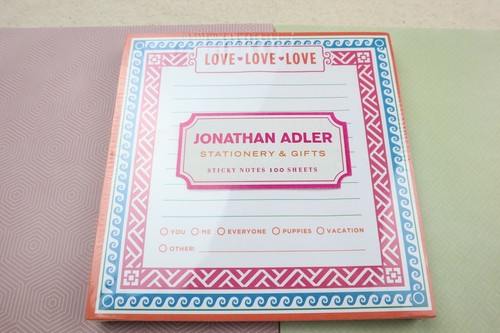 LOVE♥LOVE♥LOVE
JONATHAN ADLER
STATIONERY & GIFTS
STICKY NOTES 100 SHEETS
YOU ME EVERYONE PUPPIES VACATION
OTHER: